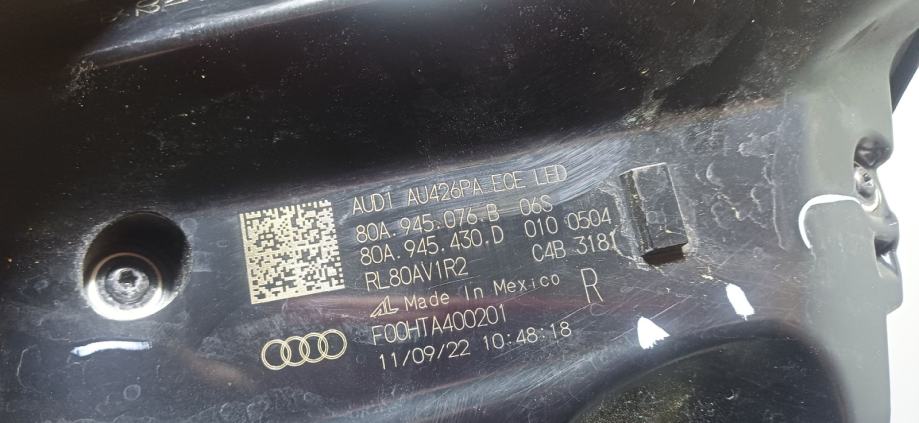 AUDI AU426PA ECE LED
80A.945.076.B 06S
80A.945.430.D 010 0504
RL80AV1R2 C4B 3181
AL Made In Mexico R
F00HTA400201
11/09/22 10:48:18